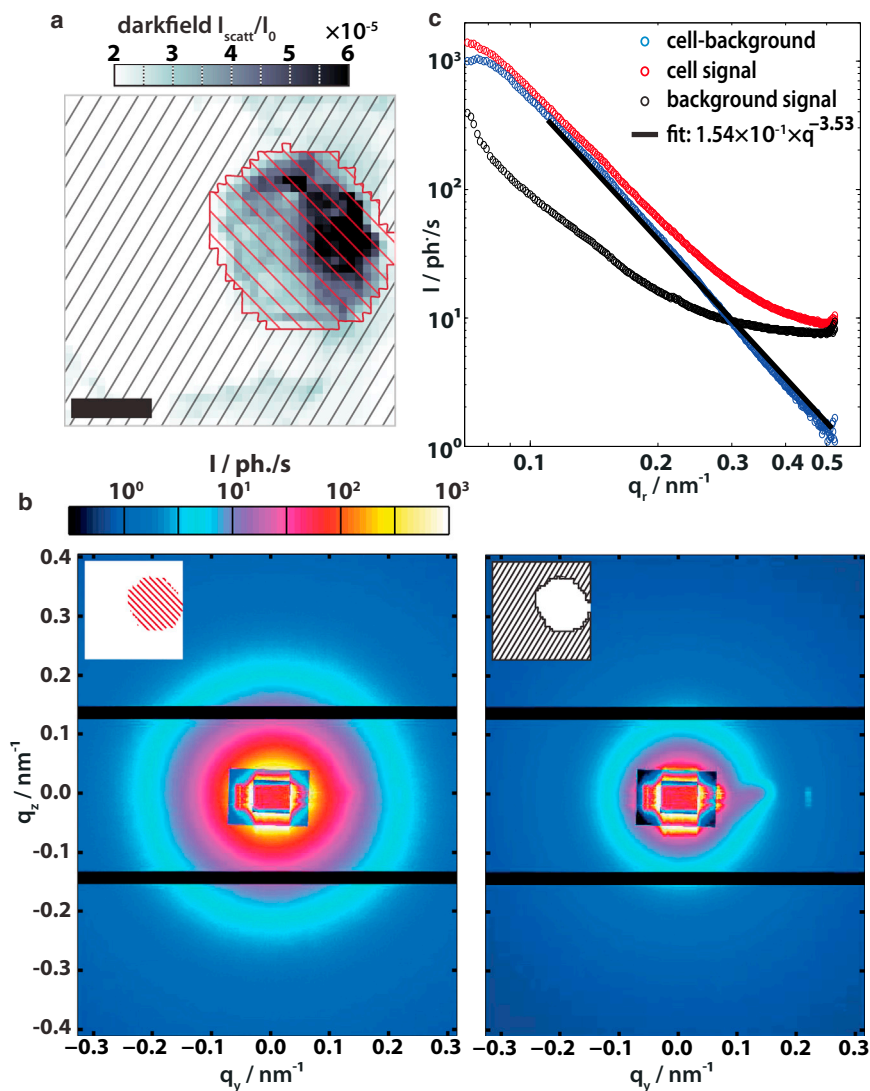 a
darkfield I_scatt/I_0 ×10^-5
2 3 4 5 6
c
10^3
10^2
10^1
10^0
I / ph./s
cell-background
cell signal
background signal
fit: 1.54×10^-1×q^-3.53
0.1 0.2 0.3 0.4 0.5
q_r / nm^-1
b
I / ph./s
10^0 10^1 10^2 10^3
0.4
0.3
0.2
0.1
0.0
-0.1
-0.2
-0.3
-0.4
q_z / nm^-1
−0.3 −0.2 −0.1 0.0 0.1 0.2 0.3
q_y / nm^-1
−0.3 −0.2 −0.1 0.0 0.1 0.2 0.3
q_y / nm^-1